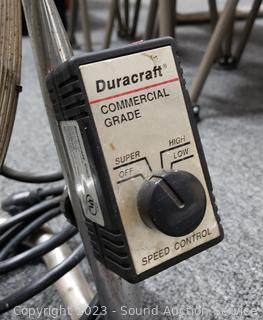 Duracraft®
COMMERCIAL
GRADE
SUPER HIGH
OFF LOW
SPEED CONTROL
Copyright 2023 - Sound Auction Service